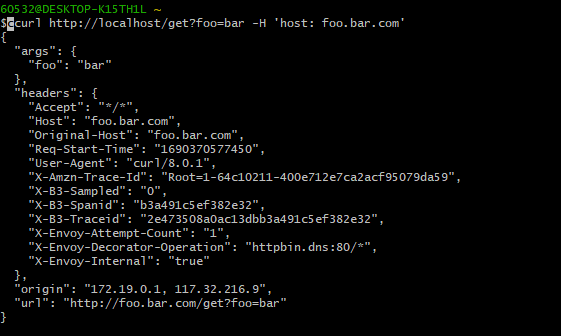 60532@DESKTOP-K15TH1L ~
$ccurl http://localhost/get?foo=bar -H 'host: foo.bar.com'
{
  "args": {
    "foo": "bar"
  },
  "headers": {
    "Accept": "*/*",
    "Host": "foo.bar.com",
    "Original-Host": "foo.bar.com",
    "Req-Start-Time": "1690370577450",
    "User-Agent": "curl/8.0.1",
    "X-Amzn-Trace-Id": "Root=1-64c10211-400e712e7ca2acf95079da59",
    "X-B3-Sampled": "0",
    "X-B3-Spanid": "b3a491c5ef382e32",
    "X-B3-Traceid": "2e473508a0ac13dbb3a491c5ef382e32",
    "X-Envoy-Attempt-Count": "1",
    "X-Envoy-Decorator-Operation": "httpbin.dns:80/*",
    "X-Envoy-Internal": "true"
  },
  "origin": "172.19.0.1, 117.32.216.9",
  "url": "http://foo.bar.com/get?foo=bar"
}